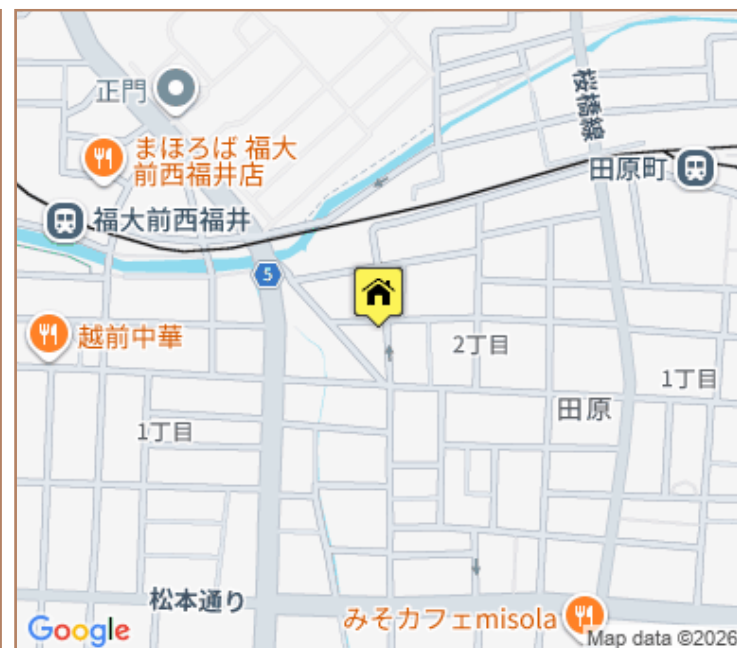 正門
桜橋線
まほろば 福大
前西福井店
田原町
福大前西福井
5
越前中華
2丁目
1丁目
田原
1丁目
松本通り
みそカフェmisola
Google
Map data ©2026